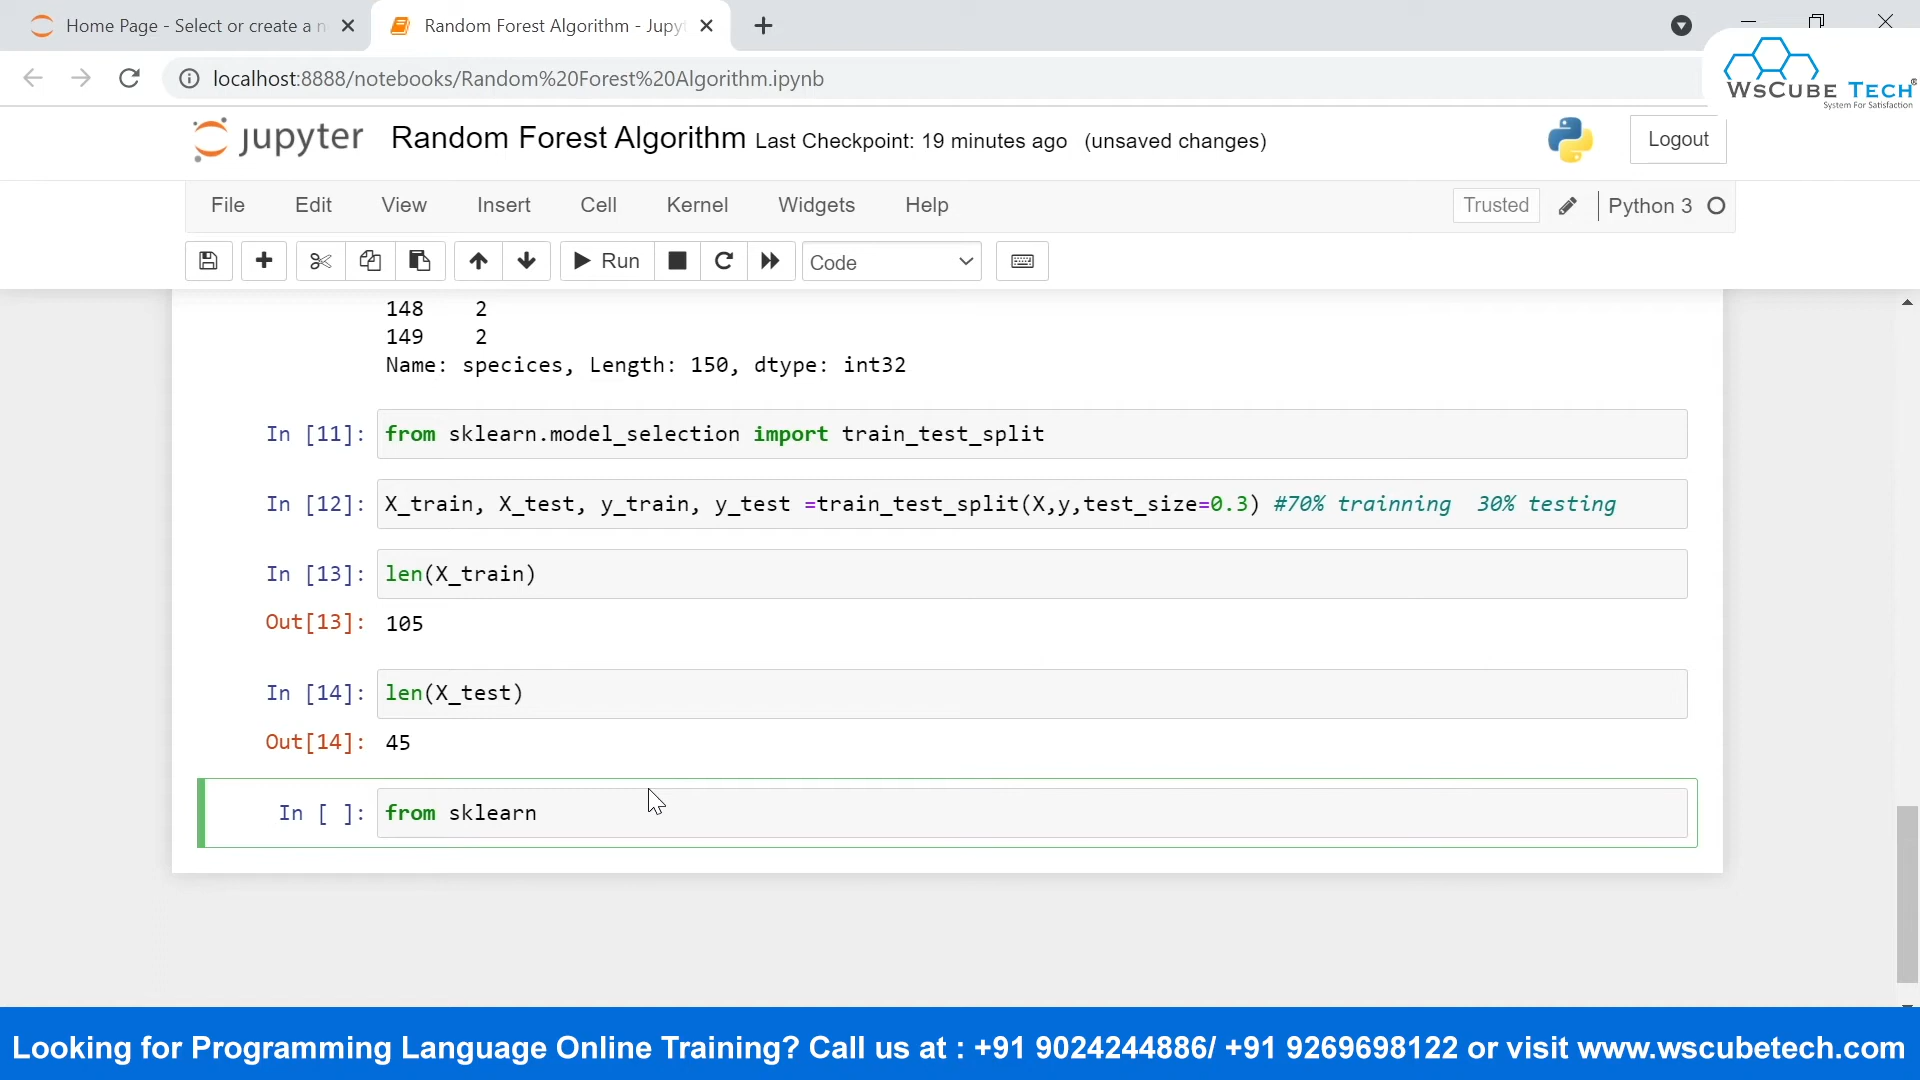 Home Page - Select or create a n
Random Forest Algorithm - Jupy
localhost:8888/notebooks/Random%20Forest%20Algorithm.ipynb
WsCube Tech®
System For Satisfaction
jupyter Random Forest Algorithm Last Checkpoint: 19 minutes ago (unsaved changes)
Logout
File Edit View Insert Cell Kernel Widgets Help
Trusted Python 3
Run Code
148 2
149 2
Name: specices, Length: 150, dtype: int32
In [11]: from sklearn.model_selection import train_test_split
In [12]: X_train, X_test, y_train, y_test =train_test_split(X,y,test_size=0.3) #70% trainning  30% testing
In [13]: len(X_train)
Out[13]: 105
In [14]: len(X_test)
Out[14]: 45
In [ ]: from sklearn
Looking for Programming Language Online Training? Call us at : +91 9024244886/ +91 9269698122 or visit www.wscubetech.com